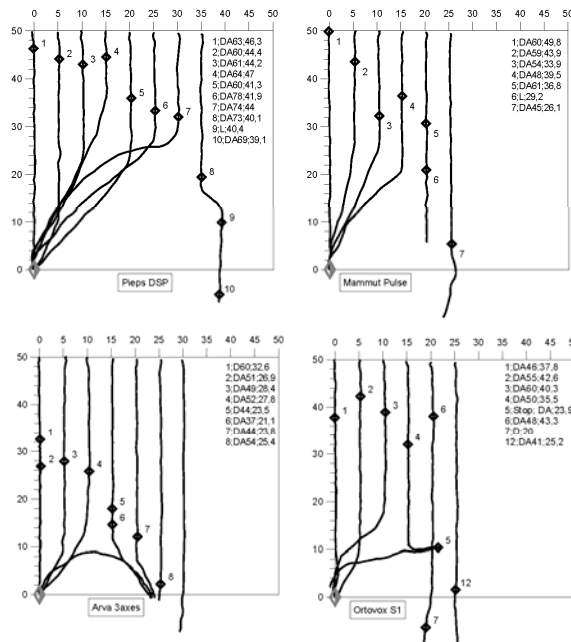 0 5 10 15 20 25 30 35 40 45 50
50
40
30
20
10
0
1
2
3
4
5
6
7
8
9
10
1;DA63;46,3
2;DA60;44,4
3;DA61;44,2
4;DA64;47
5;DA60;41,3
6;DA78;41,9
7;DA74;44
8;DA73;40,1
9;L;40,4
10;DA69;39,1
Pieps DSP
0 5 10 15 20 25 30 35 40 45 50
50
40
30
20
10
0
1
2
3
4
5
6
7
1;DA60;49,8
2;DA59;43,9
3;DA54;33,9
4;DA48;39,5
5;DA61;36,8
6;L;29,2
7;DA45;26,1
Mammut Pulse
0 5 10 15 20 25 30 35 40 45 50
50
40
30
20
10
0
1
2
3
4
5
6
7
8
1;D60;32,6
2;DA51;26,9
3;DA49;28,4
4;DA52;27,8
5;D44;23,5
6;DA37;21,1
7;DA44;23,8
8;DA54;25,4
Arva 3axes
0 5 10 15 20 25 30 35 40 45 50
50
40
30
20
10
0
1
2
3
4
5
6
7
12
1;DA46;37,8
2;DA55;42,6
3;DA60;40,3
4;DA50;35,5
5;Stop; DA;23,9
6;DA48;43,3
7;D;20
12;DA41;25,2
Ortovox S1